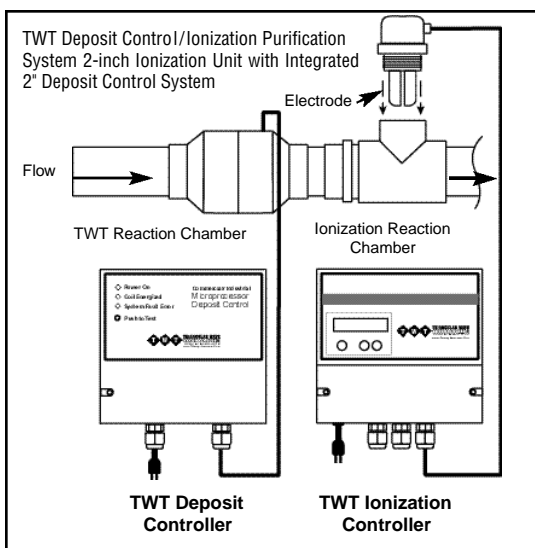 TWT Deposit Control/Ionization Purification
System 2-inch Ionization Unit with Integrated
2" Deposit Control System
Electrode
Flow
TWT Reaction Chamber
Ionization Reaction
Chamber
Power On
Coil Energized
System Fault Error
Push to Test
Commercial/Industrial
Microprocessor
Deposit Control
TWT
TWT
TWT Deposit
Controller
TWT Ionization
Controller